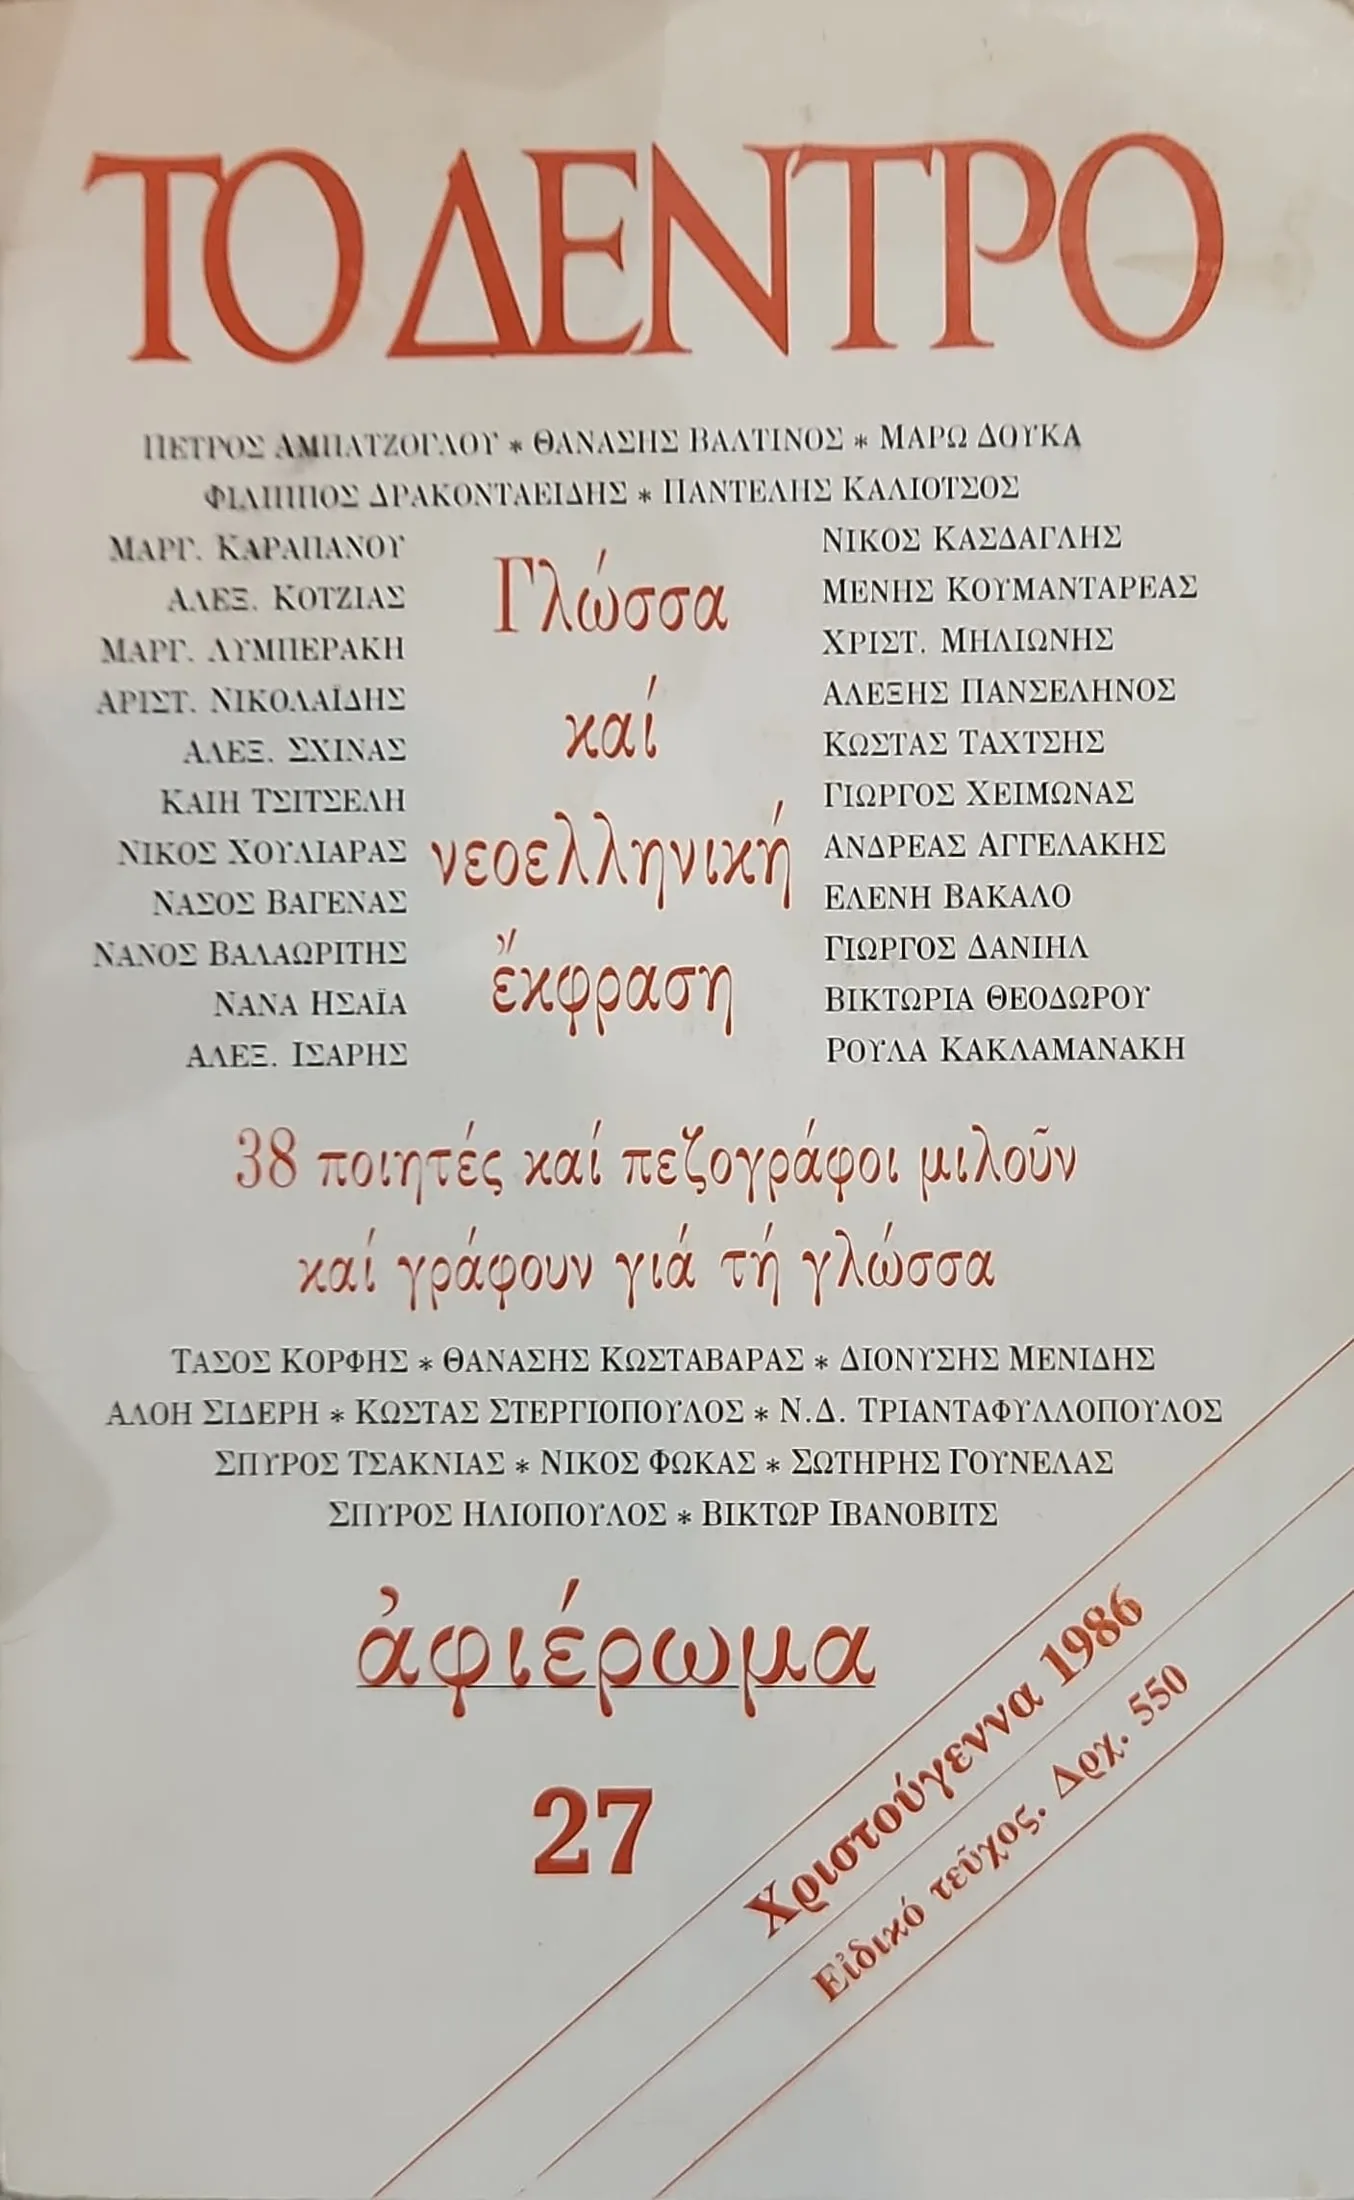 ΤΟ ΔΕΝΤΡΟ
ΠΕΤΡΟΣ ΑΜΠΑΤΖΟΓΛΟΥ * ΘΑΝΑΣΗΣ ΒΑΛΤΙΝΟΣ * ΜΑΡΩ ΔΟΥΚΑ
ΦΙΛΙΠΠΟΣ ΔΡΑΚΟΝΤΑΕΙΔΗΣ * ΠΑΝΤΕΛΗΣ ΚΑΛΙΟΤΣΟΣ
ΜΑΡΓ. ΚΑΡΑΠΑΝΟΥ
ΑΛΕΞ. ΚΟΤΖΙΑΣ
ΜΑΡΓ. ΛΥΜΠΕΡΑΚΗ
ΑΡΙΣΤ. ΝΙΚΟΛΑΪΔΗΣ
ΑΛΕΞ. ΣΧΙΝΑΣ
ΚΑΙΗ ΤΣΙΤΣΕΛΗ
ΝΙΚΟΣ ΧΟΥΛΙΑΡΑΣ
ΝΑΣΟΣ ΒΑΓΕΝΑΣ
ΝΑΝΟΣ ΒΑΛΑΩΡΙΤΗΣ
ΝΑΝΑ ΗΣΑΪΑ
ΑΛΕΞ. ΙΣΑΡΗΣ
Γλώσσα
καί
νεοελληνική
ἔκφραση
ΝΙΚΟΣ ΚΑΣΔΑΓΛΗΣ
ΜΕΝΗΣ ΚΟΥΜΑΝΤΑΡΕΑΣ
ΧΡΙΣΤ. ΜΗΛΙΩΝΗΣ
ΑΛΕΞΗΣ ΠΑΝΣΕΛΗΝΟΣ
ΚΩΣΤΑΣ ΤΑΧΤΣΗΣ
ΓΙΩΡΓΟΣ ΧΕΙΜΩΝΑΣ
ΑΝΔΡΕΑΣ ΑΓΓΕΛΑΚΗΣ
ΕΛΕΝΗ ΒΑΚΑΛΟ
ΓΙΩΡΓΟΣ ΔΑΝΙΗΛ
ΒΙΚΤΩΡΙΑ ΘΕΟΔΩΡΟΥ
ΡΟΥΛΑ ΚΑΚΛΑΜΑΝΑΚΗ
38 ποιητές καί πεζογράφοι μιλοῦν
καί γράφουν γιά τή γλώσσα
ΤΑΣΟΣ ΚΟΡΦΗΣ * ΘΑΝΑΣΗΣ ΚΩΣΤΑΒΑΡΑΣ * ΔΙΟΝΥΣΗΣ ΜΕΝΙΔΗΣ
ΑΛΟΗ ΣΙΔΕΡΗ * ΚΩΣΤΑΣ ΣΤΕΡΓΙΟΠΟΥΛΟΣ * Ν.Δ. ΤΡΙΑΝΤΑΦΥΛΛΟΠΟΥΛΟΣ
ΣΠΥΡΟΣ ΤΣΑΚΝΙΑΣ * ΝΙΚΟΣ ΦΩΚΑΣ * ΣΩΤΗΡΗΣ ΓΟΥΝΕΛΑΣ
ΣΠΥΡΟΣ ΗΛΙΟΠΟΥΛΟΣ * ΒΙΚΤΩΡ ΙΒΑΝΟΒΙΤΣ
ἀφιέρωμα
27
Χριστούγεννα 1986
Εἰδικό τεῦχος. Δρχ. 550